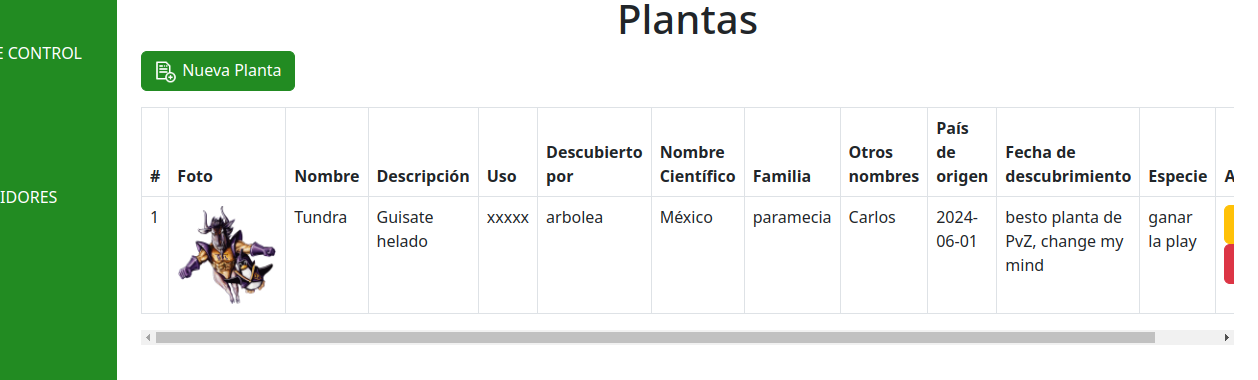 Plantas
E CONTROL
Nueva Planta
IDORES
# Foto Nombre Descripción Uso Descubierto por Nombre Científico Familia Otros nombres País de origen Fecha de descubrimiento Especie A
1 Tundra Guisate helado xxxxx arbolea México paramecia Carlos 2024-06-01 besto planta de PvZ, change my mind ganar la play